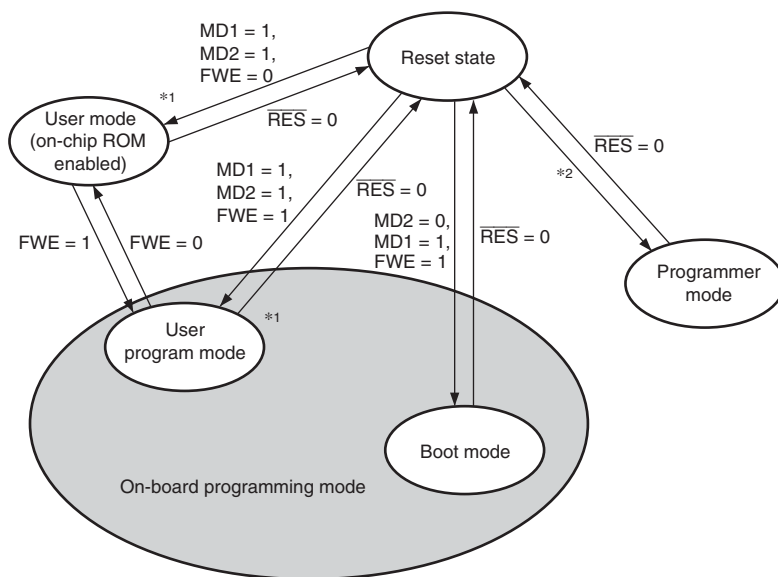 MD1 = 1,
MD2 = 1,
FWE = 0
Reset state
*1
RES = 0
User mode
(on-chip ROM
enabled)
RES = 0
MD1 = 1,
MD2 = 1,
FWE = 1
*2
RES = 0
MD2 = 0,
MD1 = 1,
FWE = 1
RES = 0
FWE = 1
FWE = 0
Programmer
mode
User
program mode
*1
Boot mode
On-board programming mode